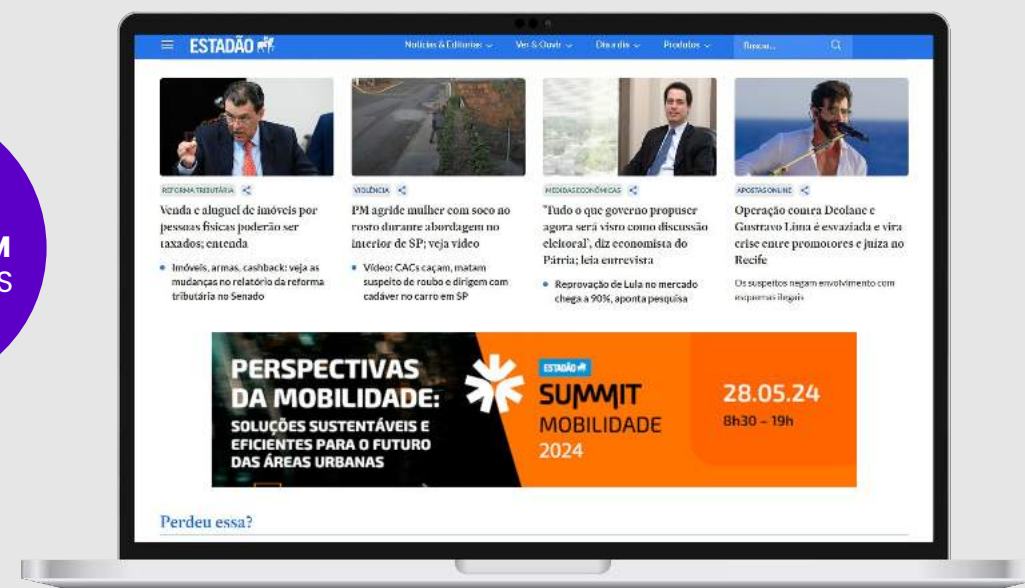 ESTADÃO
Notícias & Editorias
Ver & Ouvir
Dia a dia
Produtos
Buscar...
M
S
REFORMA TRIBUTÁRIA
Venda e aluguel de imóveis por
pessoas físicas poderão ser
taxados; entenda
Imóveis, armas, cashback: veja as
mudanças no relatório da reforma
tributária no Senado
VIOLÊNCIA
PM agride mulher com soco no
rosto durante abordagem no
interior de SP; veja vídeo
Vídeo: CACs caçam, matam
suspeito de roubo e dirigem com
cadáver no carro em SP
MEDIDAS ECONÔMICAS
'Tudo o que governo propuser
agora será visto como discussão
eleitoral', diz economista do
Pátria; leia entrevista
Reprovação de Lula no mercado
chega a 90%, aponta pesquisa
APOSTAS ONLINE
Operação contra Deolane e
Gusttavo Lima é esvaziada e vira
crise entre promotores e juíza no
Recife
Os suspeitos negam envolvimento com
esquemas ilegais
PERSPECTIVAS
DA MOBILIDADE:
SOLUÇÕES SUSTENTÁVEIS E
EFICIENTES PARA O FUTURO
DAS ÁREAS URBANAS
ESTADÃO
SUMMIT
MOBILIDADE
2024
28.05.24
8h30 – 19h
Perdeu essa?